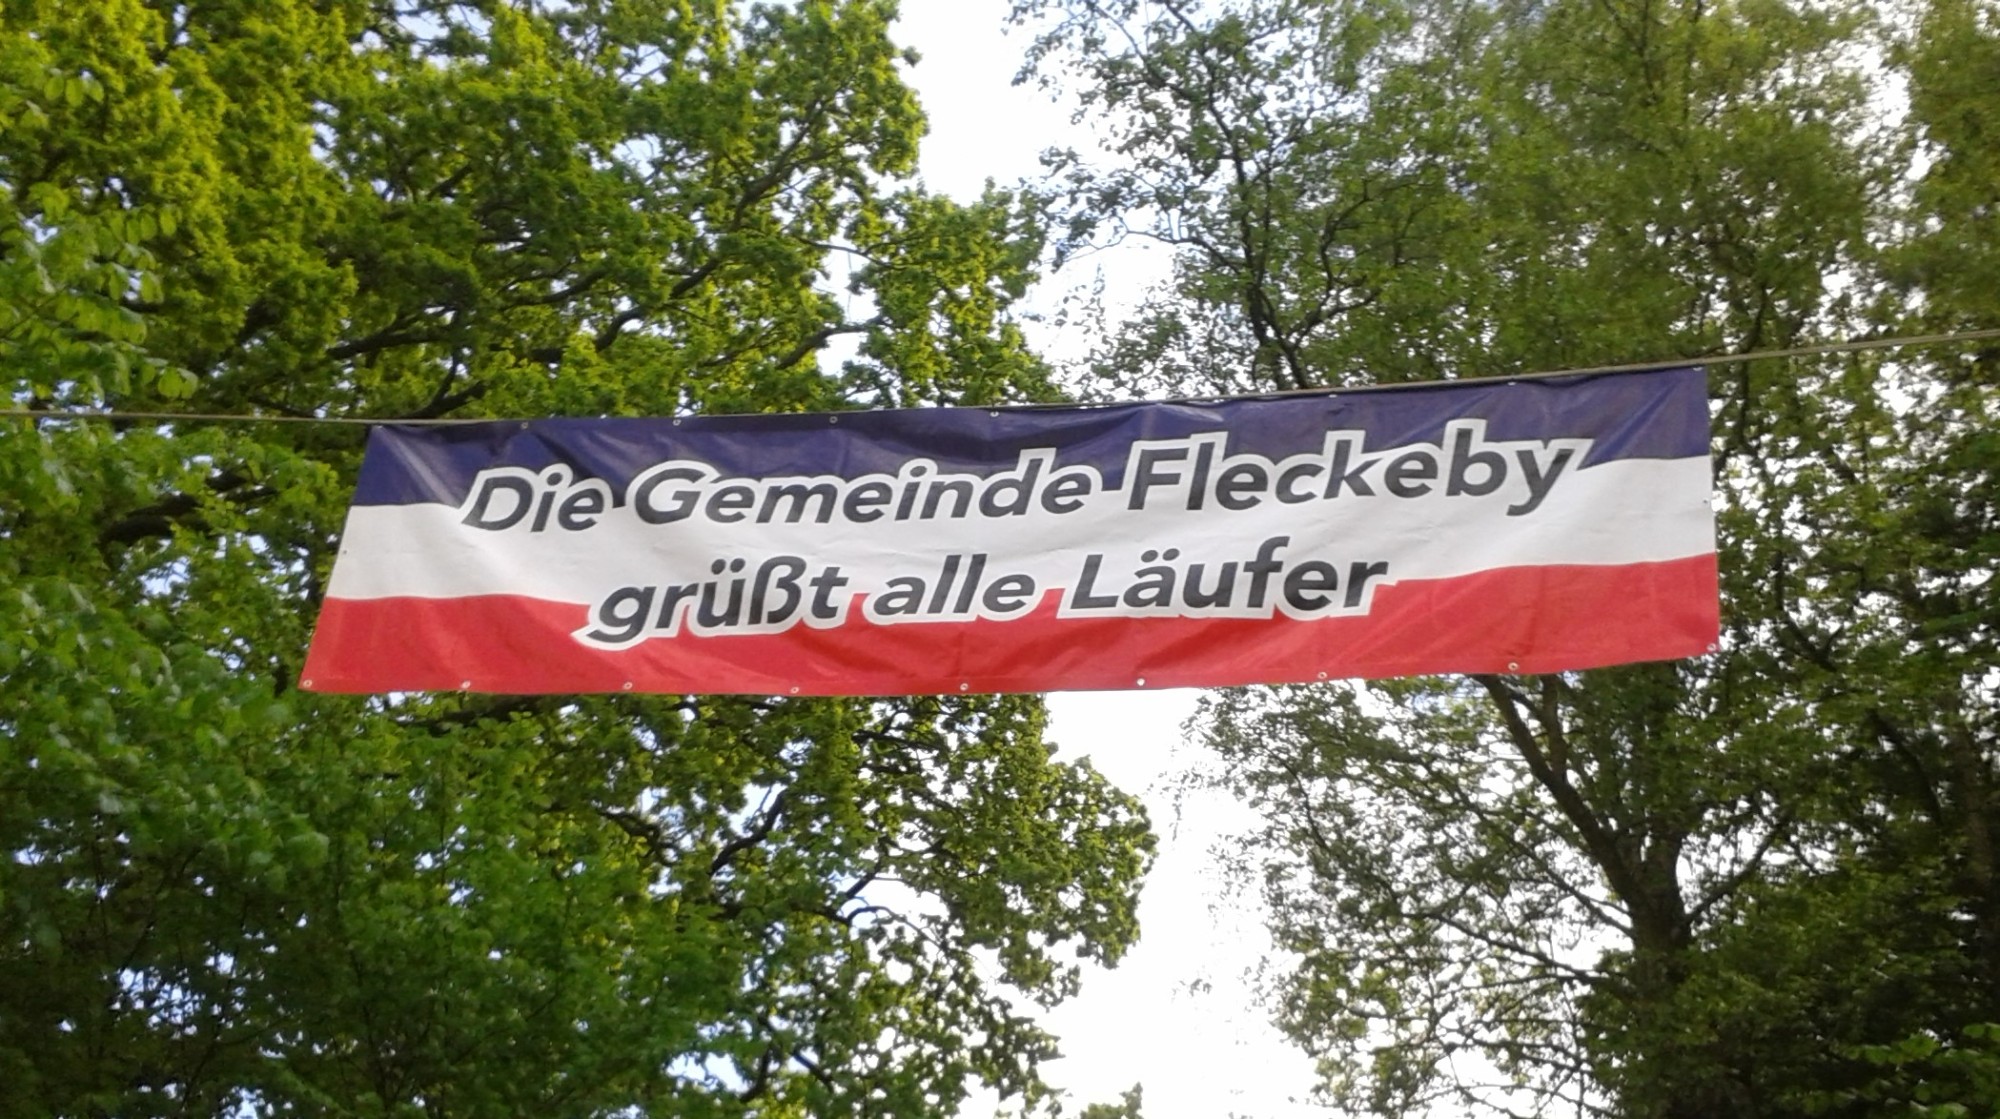 Die Gemeinde Fleckeby
grüßt alle Läufer